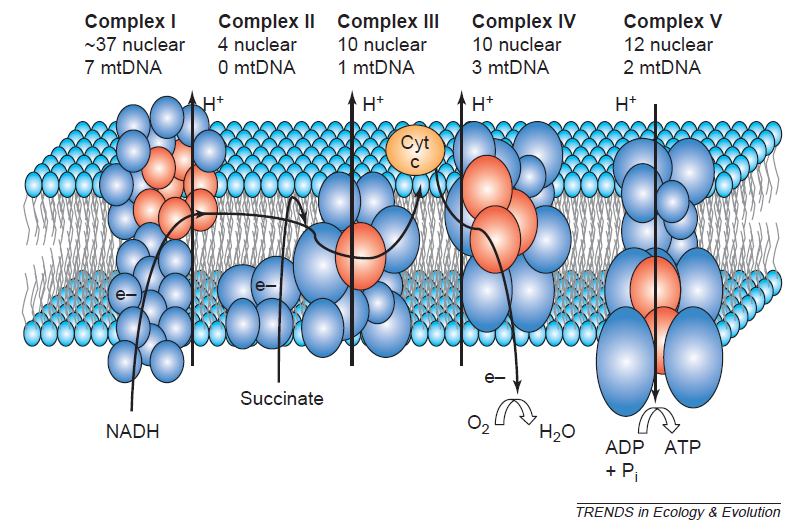 Complex I
~37 nuclear
7 mtDNA
Complex II
4 nuclear
0 mtDNA
Complex III
10 nuclear
1 mtDNA
Complex IV
10 nuclear
3 mtDNA
Complex V
12 nuclear
2 mtDNA
H+
H+
H+
H+
Cyt
c
e–
e–
e–
Succinate
NADH
O2
H2O
ADP
+ Pi
ATP
TRENDS in Ecology & Evolution